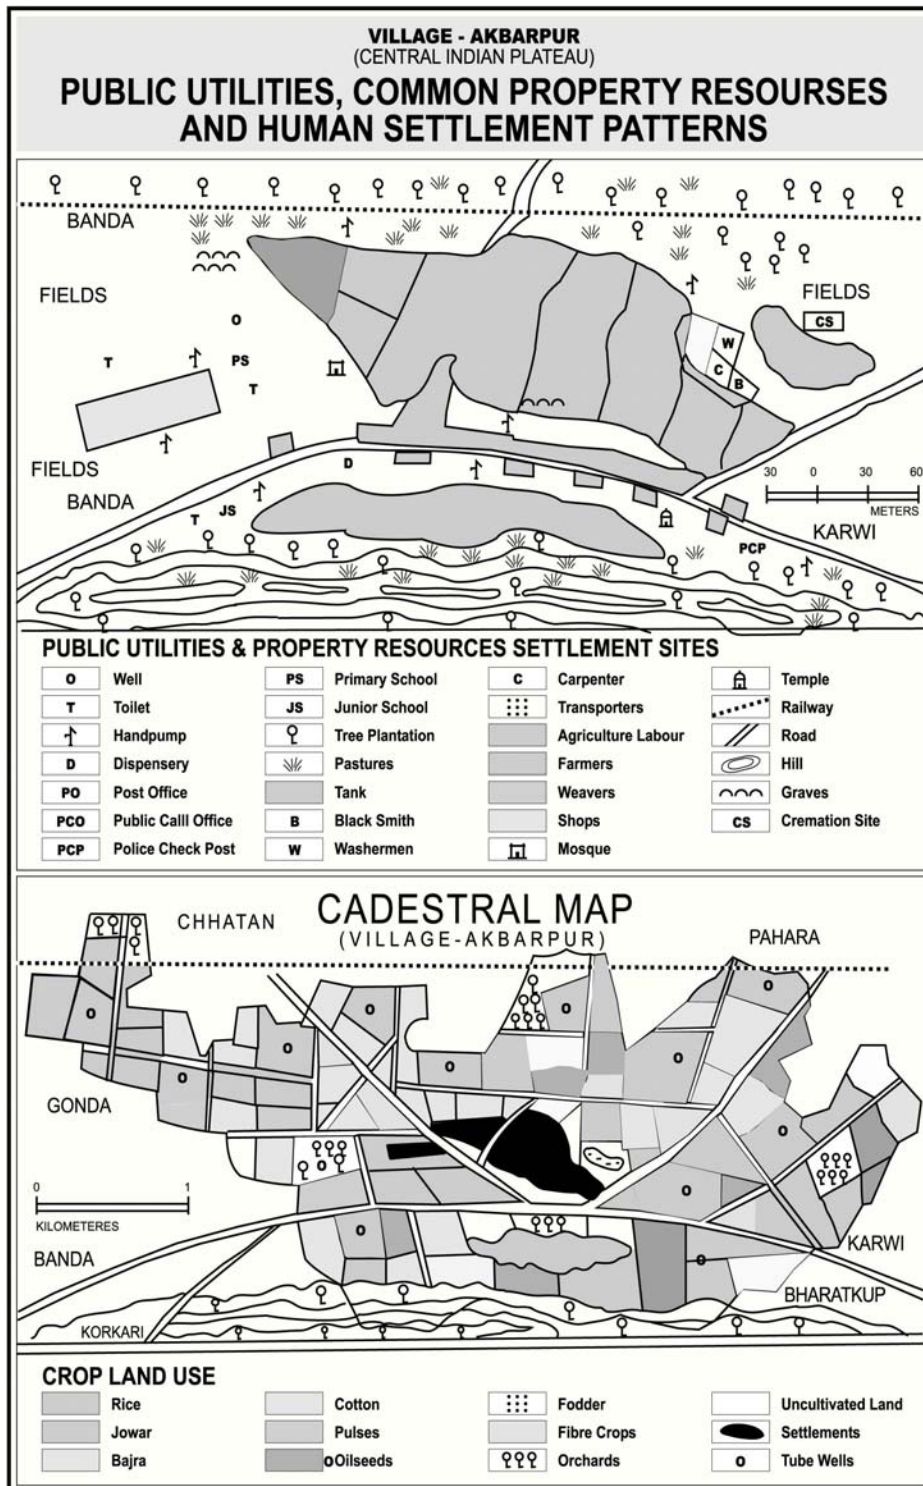 VILLAGE - AKBARPUR
(CENTRAL INDIAN PLATEAU)
PUBLIC UTILITIES, COMMON PROPERTY RESOURSES
AND HUMAN SETTLEMENT PATTERNS
BANDA
FIELDS
FIELDS
CS
O
W
T
PS
C
B
T
FIELDS
D
BANDA
30 0 30 60
METERS
JS
T
KARWI
PCP
PUBLIC UTILITIES & PROPERTY RESOURCES SETTLEMENT SITES
O Well
T Toilet
Handpump
D Dispensery
PO Post Office
PCO Public Calll Office
PCP Police Check Post
PS Primary School
JS Junior School
Tree Plantation
Pastures
Tank
B Black Smith
W Washermen
C Carpenter
Transporters
Agriculture Labour
Farmers
Weavers
Shops
Mosque
Temple
Railway
Road
Hill
Graves
CS Cremation Site
CADESTRAL MAP
(VILLAGE-AKBARPUR)
CHHATAN
PAHARA
GONDA
0 1
KILOMETERES
BANDA
KARWI
BHARATKUP
KORKARI
CROP LAND USE
Rice
Jowar
Bajra
Cotton
Pulses
Oilseeds
Fodder
Fibre Crops
Orchards
Uncultivated Land
Settlements
Tube Wells